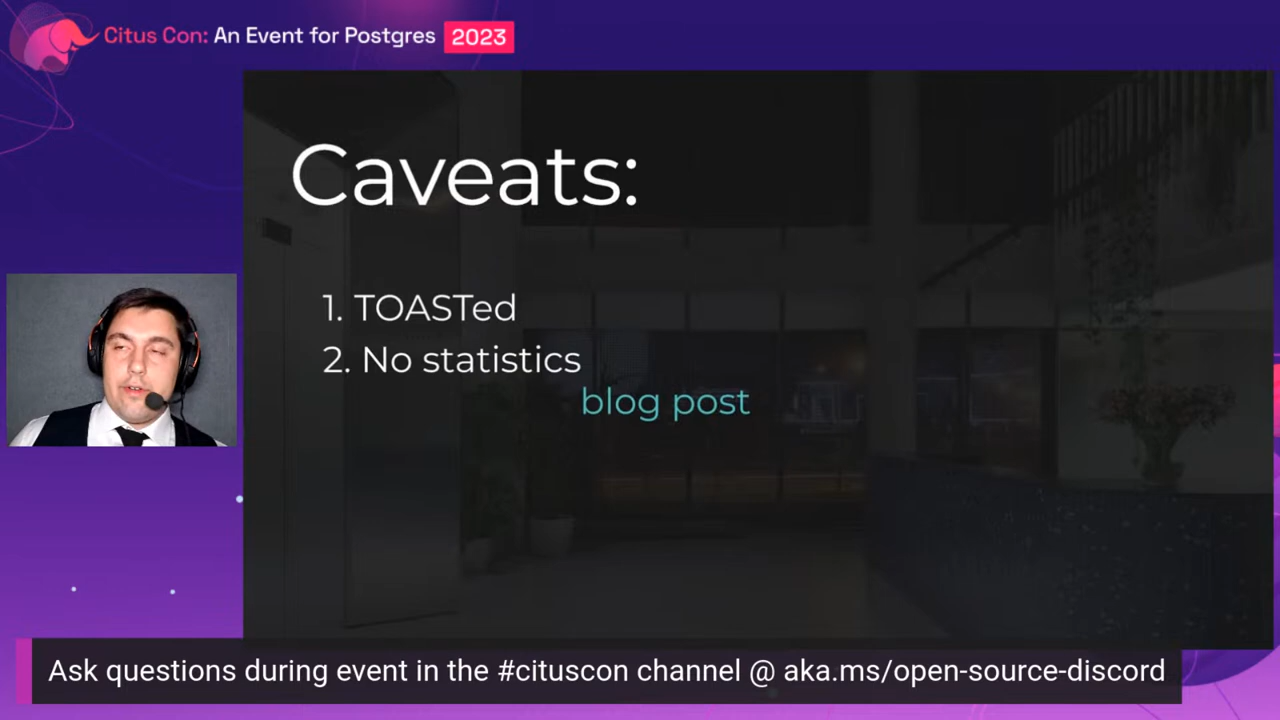 Citus Con: An Event for Postgres 2023
Caveats:
1. TOASTed
2. No statistics
blog post
Ask questions during event in the #cituscon channel @ aka.ms/open-source-discord